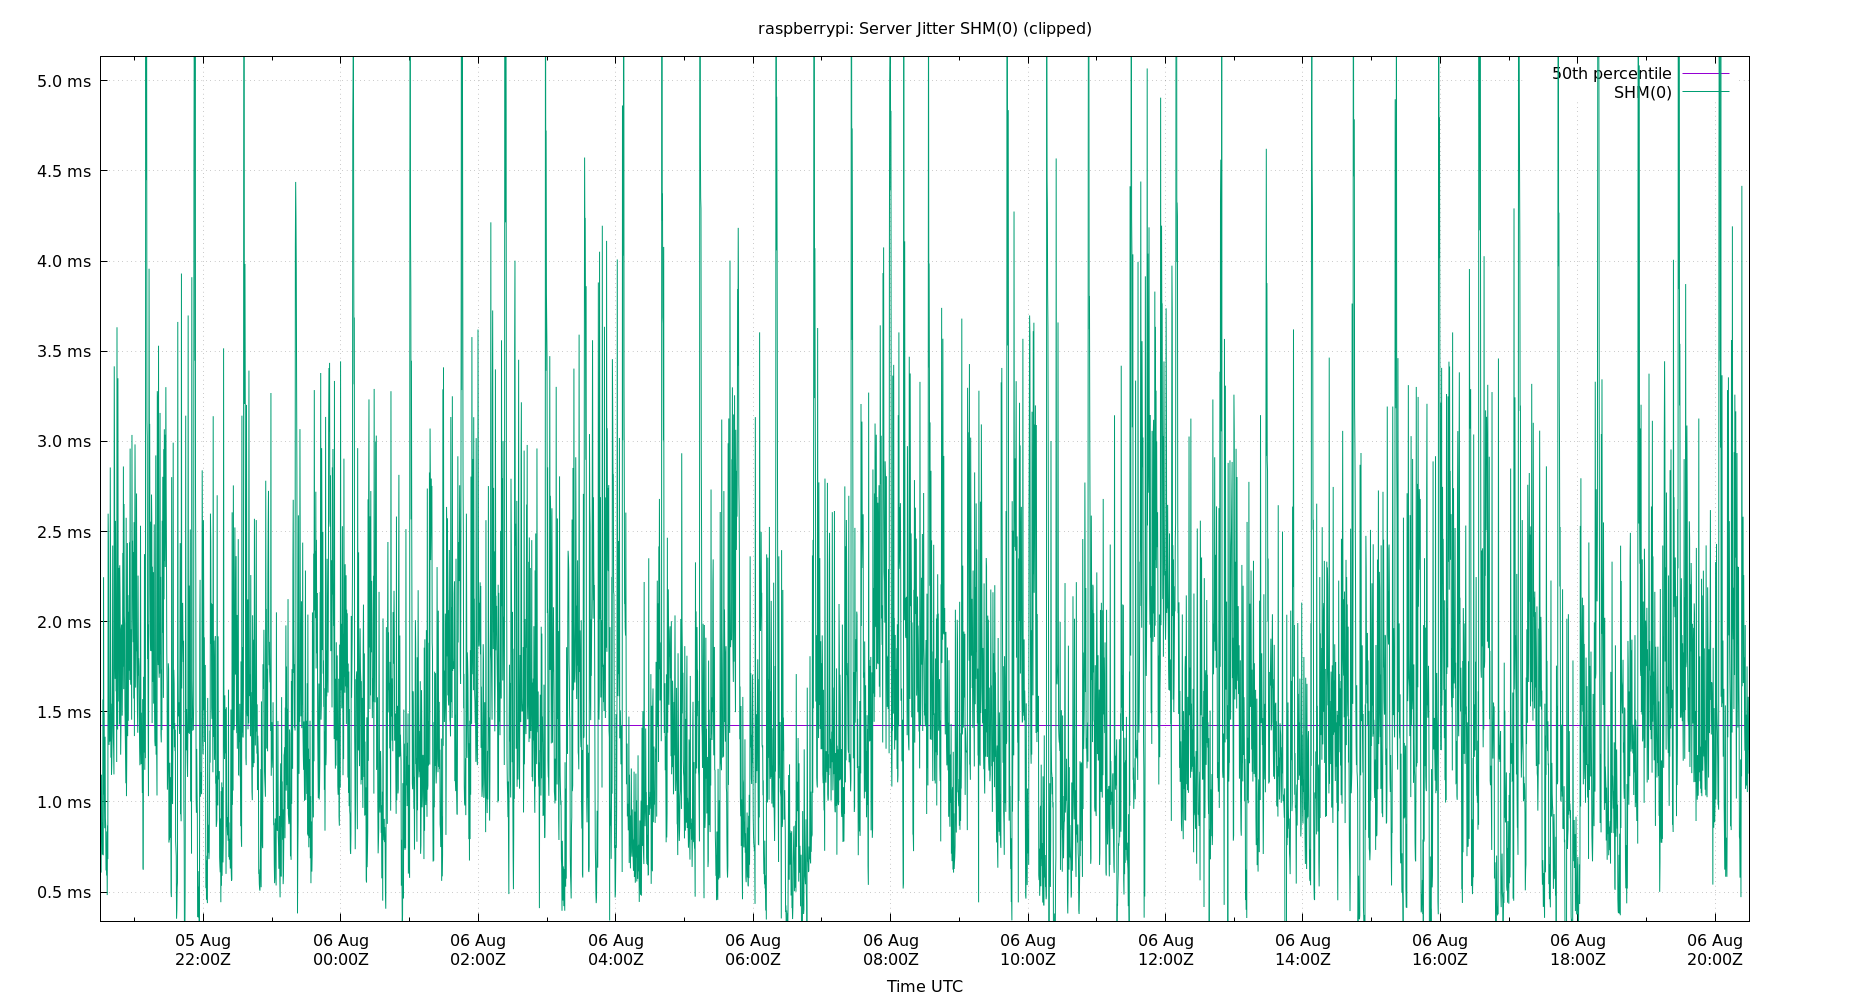 raspberrypi: Server Jitter SHM(0) (clipped)
50th percentile
SHM(0)
5.0 ms
4.5 ms
4.0 ms
3.5 ms
3.0 ms
2.5 ms
2.0 ms
1.5 ms
1.0 ms
0.5 ms
05 Aug 06 Aug 06 Aug 06 Aug 06 Aug 06 Aug 06 Aug 06 Aug 06 Aug 06 Aug 06 Aug 06 Aug
22:00Z 00:00Z 02:00Z 04:00Z 06:00Z 08:00Z 10:00Z 12:00Z 14:00Z 16:00Z 18:00Z 20:00Z
Time UTC